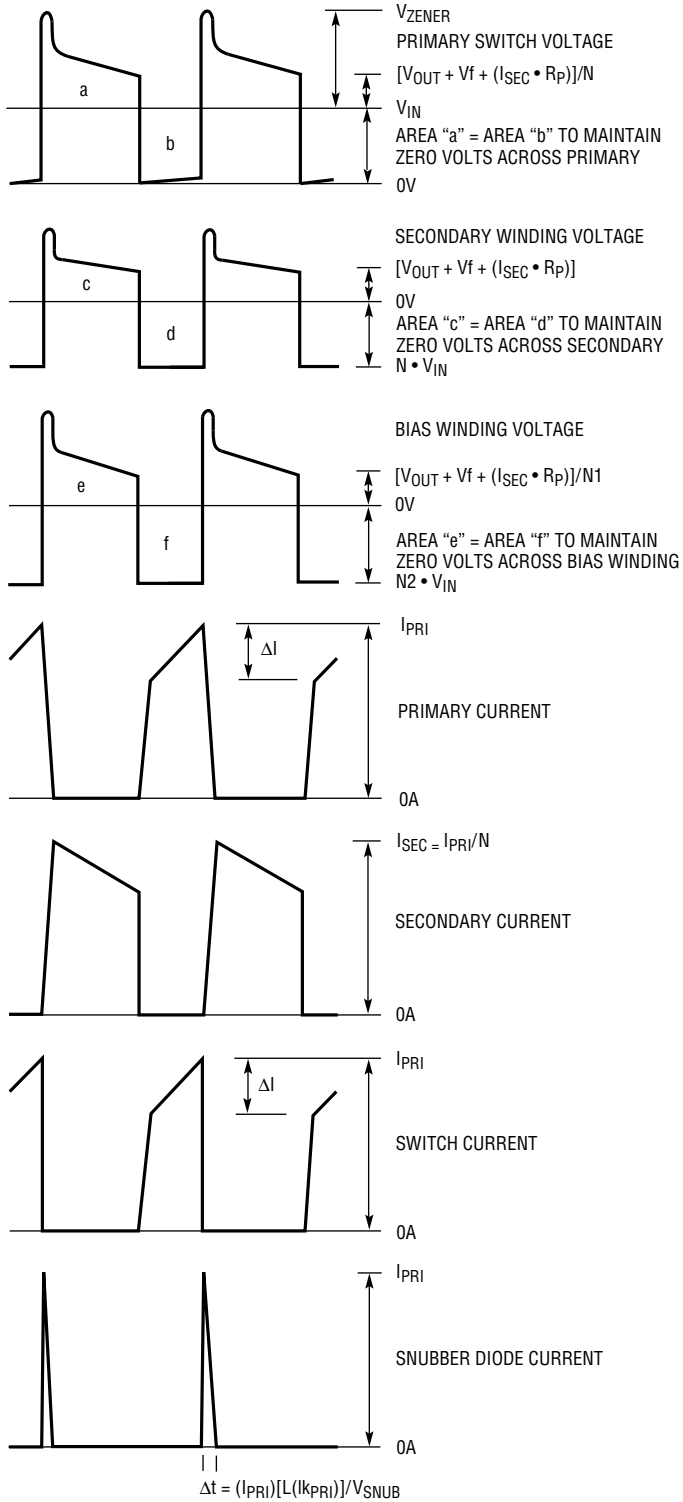 V_ZENER
PRIMARY SWITCH VOLTAGE
[V_OUT + Vf + (I_SEC • R_P)]/N
a
V_IN
b
AREA “a” = AREA “b” TO MAINTAIN
ZERO VOLTS ACROSS PRIMARY
0V
SECONDARY WINDING VOLTAGE
[V_OUT + Vf + (I_SEC • R_P)]
c
0V
d
AREA “c” = AREA “d” TO MAINTAIN
ZERO VOLTS ACROSS SECONDARY
N • V_IN
BIAS WINDING VOLTAGE
[V_OUT + Vf + (I_SEC • R_P)]/N1
e
0V
f
AREA “e” = AREA “f” TO MAINTAIN
ZERO VOLTS ACROSS BIAS WINDING
N2 • V_IN
I_PRI
ΔI
PRIMARY CURRENT
0A
I_SEC = I_PRI/N
SECONDARY CURRENT
0A
I_PRI
ΔI
SWITCH CURRENT
0A
I_PRI
SNUBBER DIODE CURRENT
0A
Δt = (I_PRI)[L(lk_PRI)]/V_SNUB